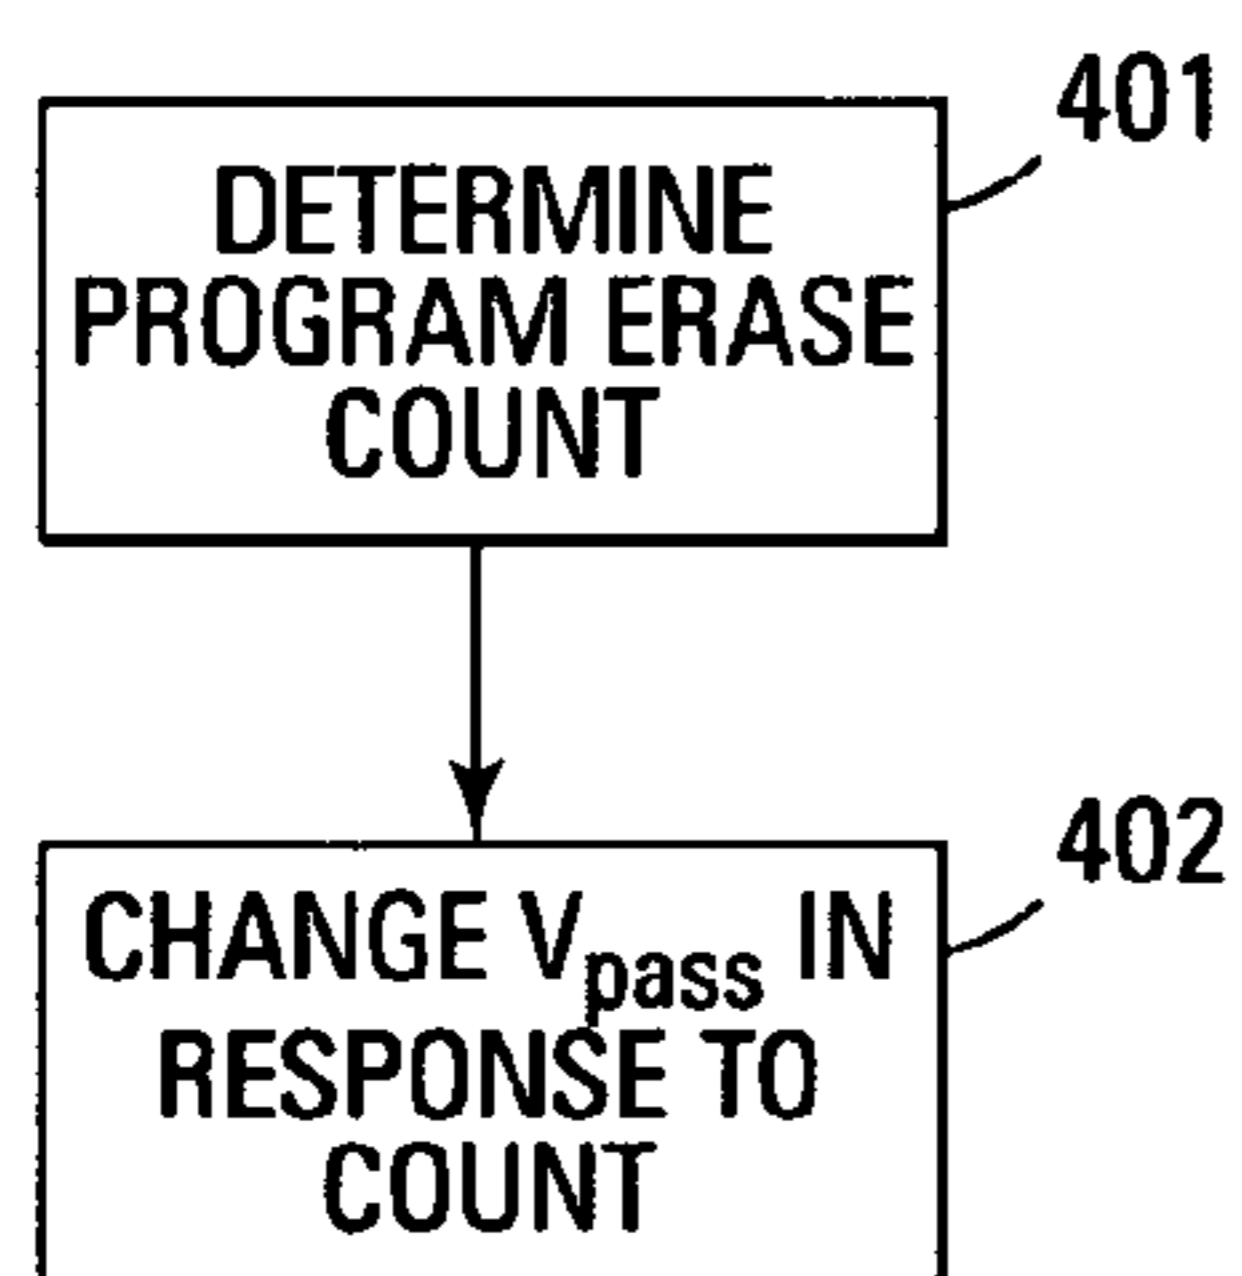 401
DETERMINE
PROGRAM ERASE
COUNT
402
CHANGE Vpass IN
RESPONSE TO
COUNT